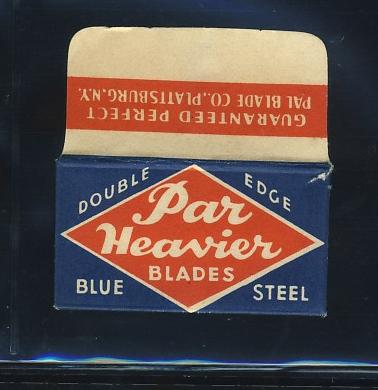 GUARANTEED PERFECT
PAL BLADE CO., PLATTSBURG, N.Y.
DOUBLE EDGE
Par
Heavier
BLADES
BLUE STEEL